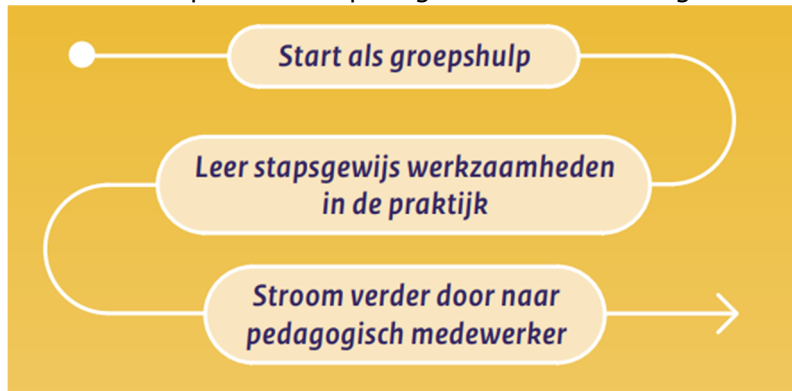 Start als groepshulp
Leer stapsgewijs werkzaamheden
in de praktijk
Stroom verder door naar
pedagogisch medewerker